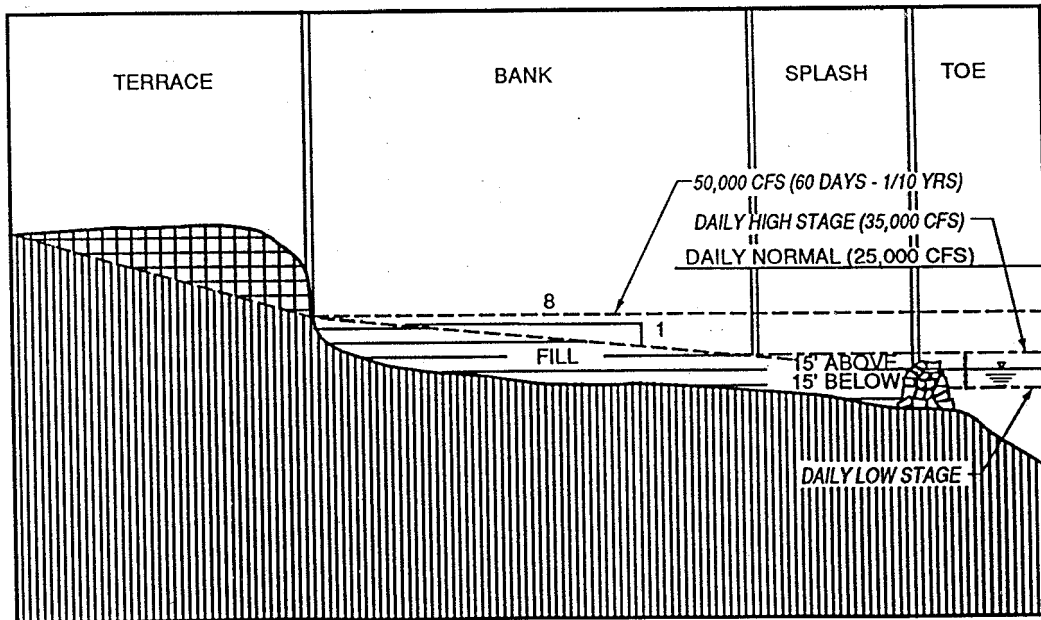 TERRACE
BANK
SPLASH
TOE
50,000 CFS (60 DAYS - 1/10 YRS)
DAILY HIGH STAGE (35,000 CFS)
DAILY NORMAL (25,000 CFS)
8
1
FILL
15' ABOVE
15' BELOW
DAILY LOW STAGE